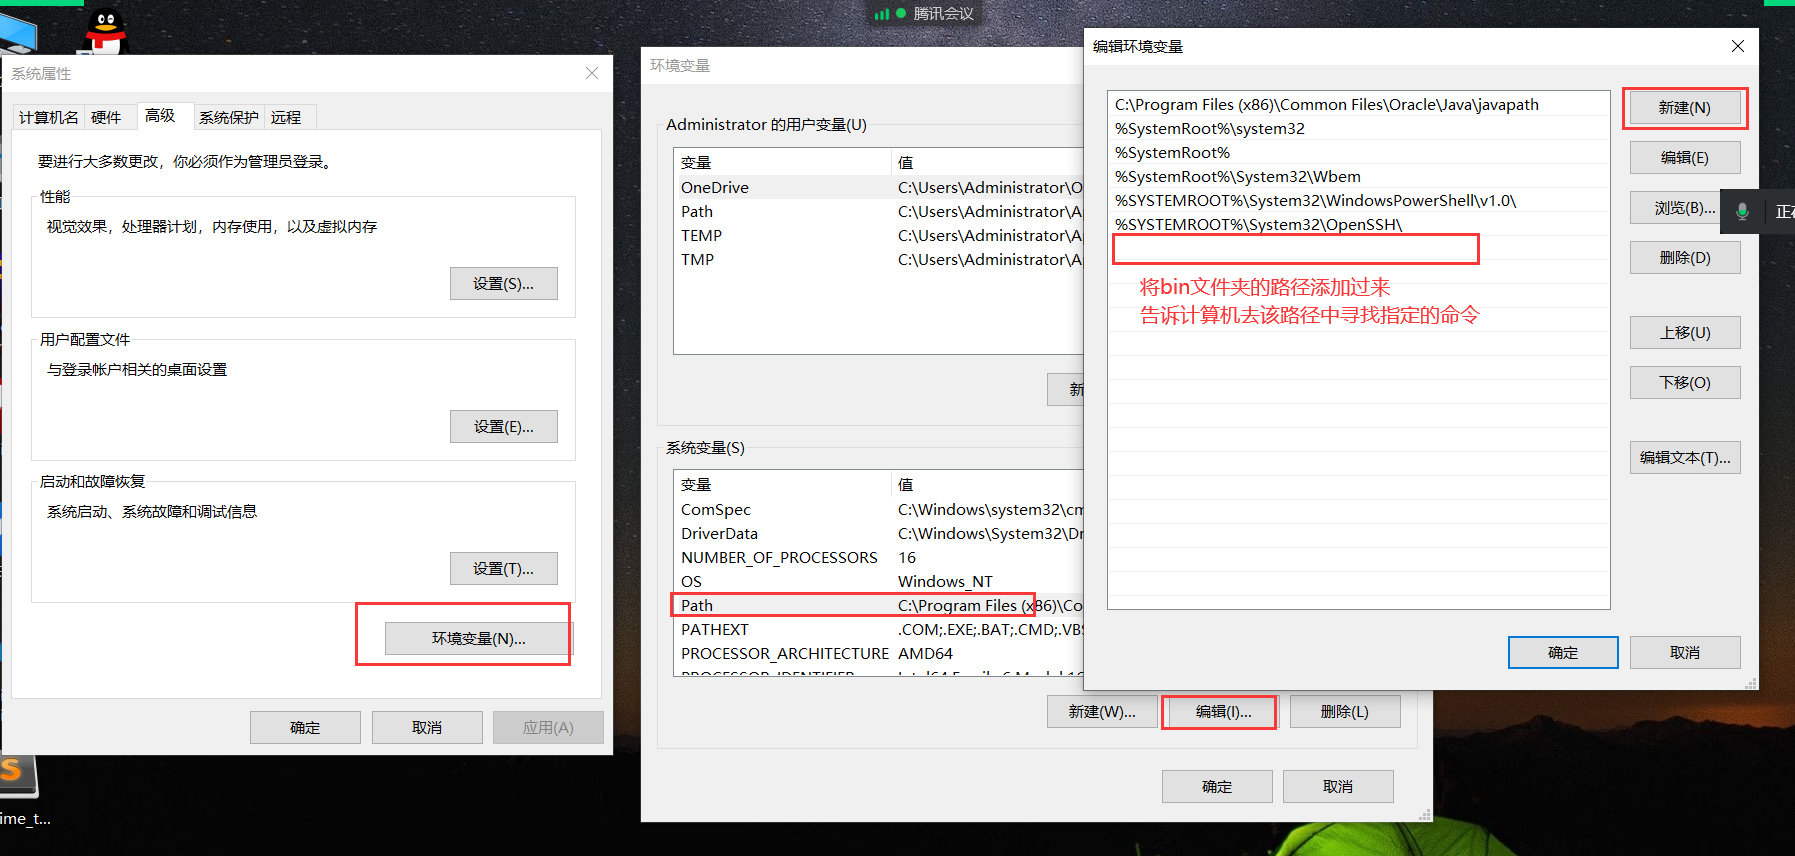 腾讯会议
ime_t...
系统属性
计算机名 硬件 高级 系统保护 远程
要进行大多数更改，你必须作为管理员登录。
性能
视觉效果，处理器计划，内存使用，以及虚拟内存
设置(S)...
用户配置文件
与登录帐户相关的桌面设置
设置(E)...
启动和故障恢复
系统启动、系统故障和调试信息
设置(T)...
环境变量(N)...
确定 取消 应用(A)
环境变量
Administrator 的用户变量(U)
变量 值
OneDrive C:\Users\Administrator\O
Path C:\Users\Administrator\A
TEMP C:\Users\Administrator\A
TMP C:\Users\Administrator\A
新
系统变量(S)
变量 值
ComSpec C:\Windows\system32\cm
DriverData C:\Windows\System32\Dr
NUMBER_OF_PROCESSORS 16
OS Windows_NT
Path C:\Program Files (x86)\Co
PATHEXT .COM;.EXE;.BAT;.CMD;.VBS
PROCESSOR_ARCHITECTURE AMD64
新建(W)... 编辑(I)... 删除(L)
确定 取消
编辑环境变量
C:\Program Files (x86)\Common Files\Oracle\Java\javapath
%SystemRoot%\system32
%SystemRoot%
%SystemRoot%\System32\Wbem
%SYSTEMROOT%\System32\WindowsPowerShell\v1.0\
%SYSTEMROOT%\System32\OpenSSH\
将bin文件夹的路径添加过来
告诉计算机去该路径中寻找指定的命令
新建(N)
编辑(E)
浏览(B)...
正在
删除(D)
上移(U)
下移(O)
编辑文本(T)...
确定 取消